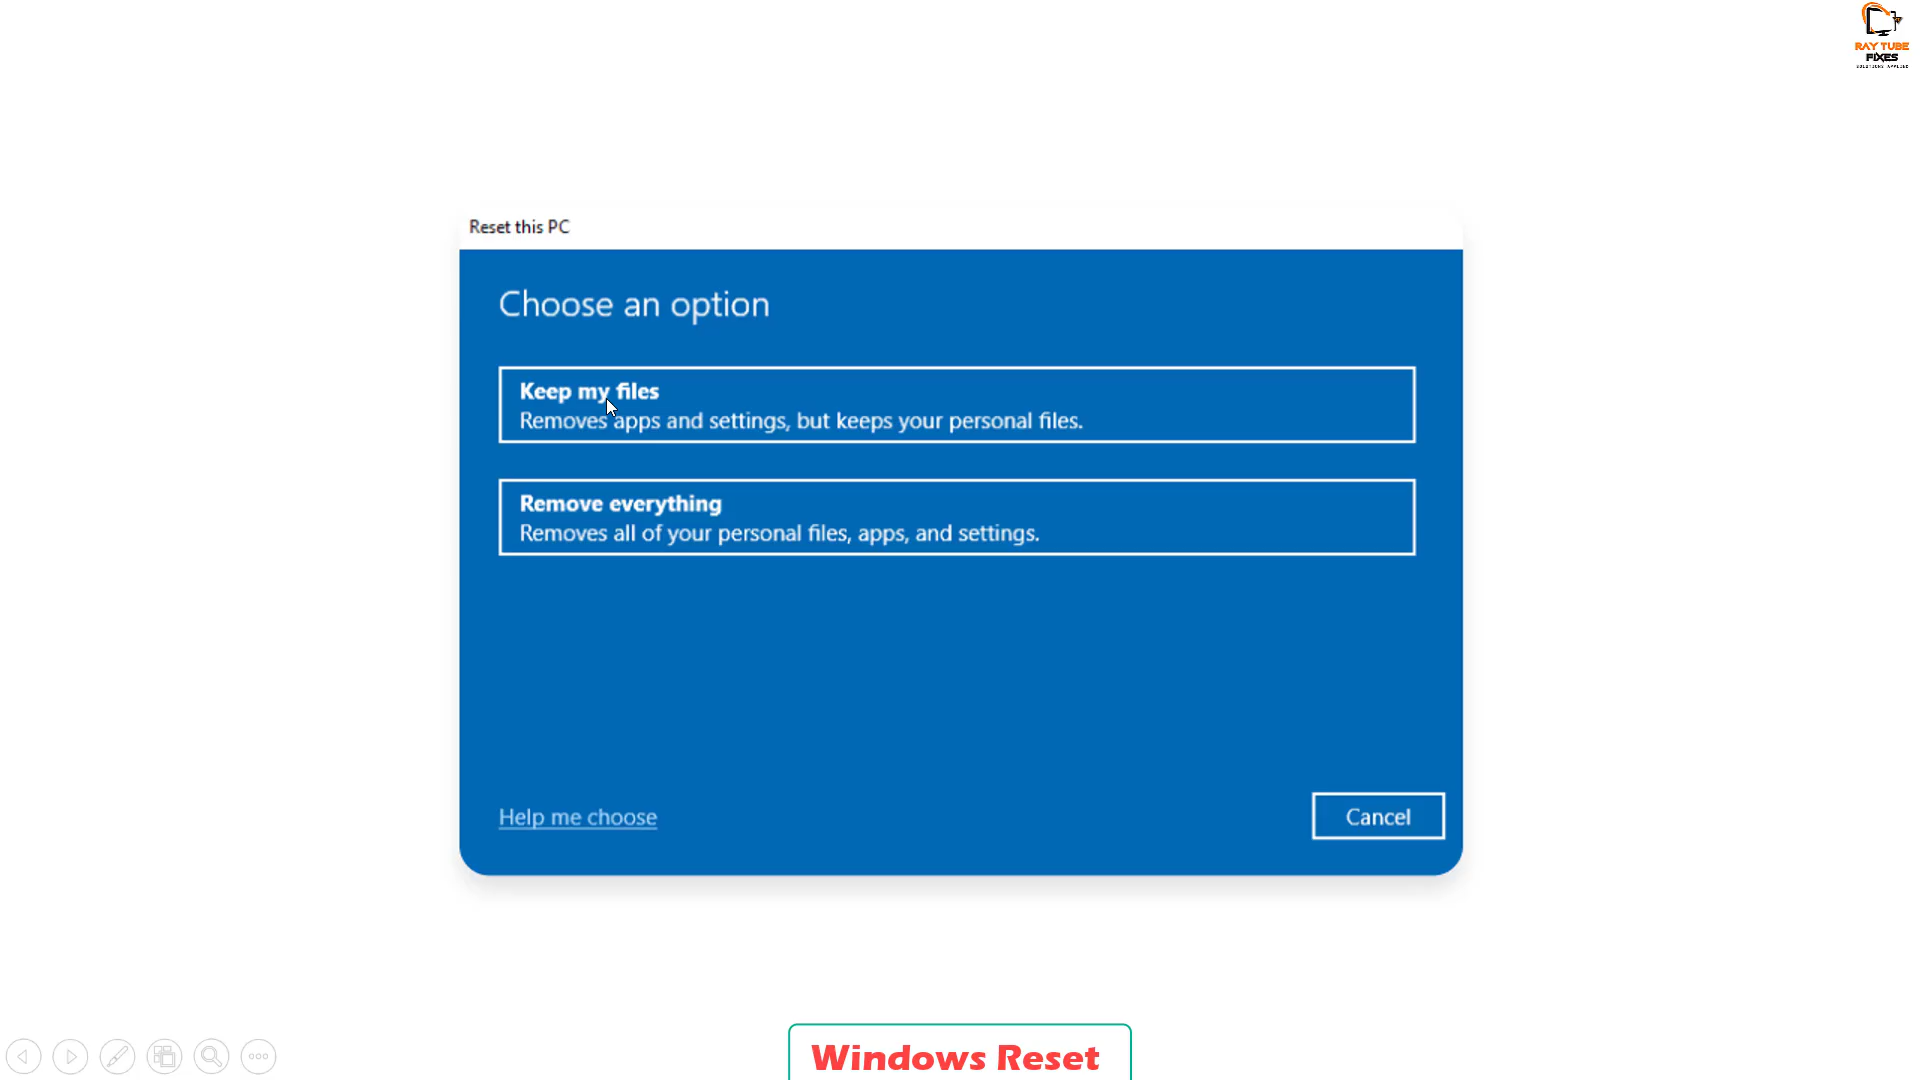 RAY TUBE
FIXES
SOLUTIONS APPLIED
Reset this PC
Choose an option
Keep my files
Removes apps and settings, but keeps your personal files.
Remove everything
Removes all of your personal files, apps, and settings.
Help me choose
Cancel
Windows Reset